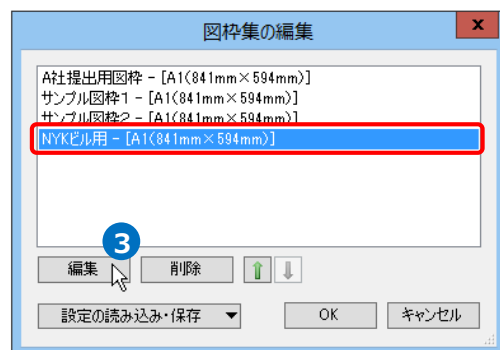 図枠集の編集
x
A社提出用図枠 - [A1(841mm×594mm)]
サンプル図枠1 - [A1(841mm×594mm)]
サンプル図枠2 - [A1(841mm×594mm)]
NYKビル用 - [A1(841mm×594mm)]
3
編集 削除
設定の読み込み・保存 OK キャンセル